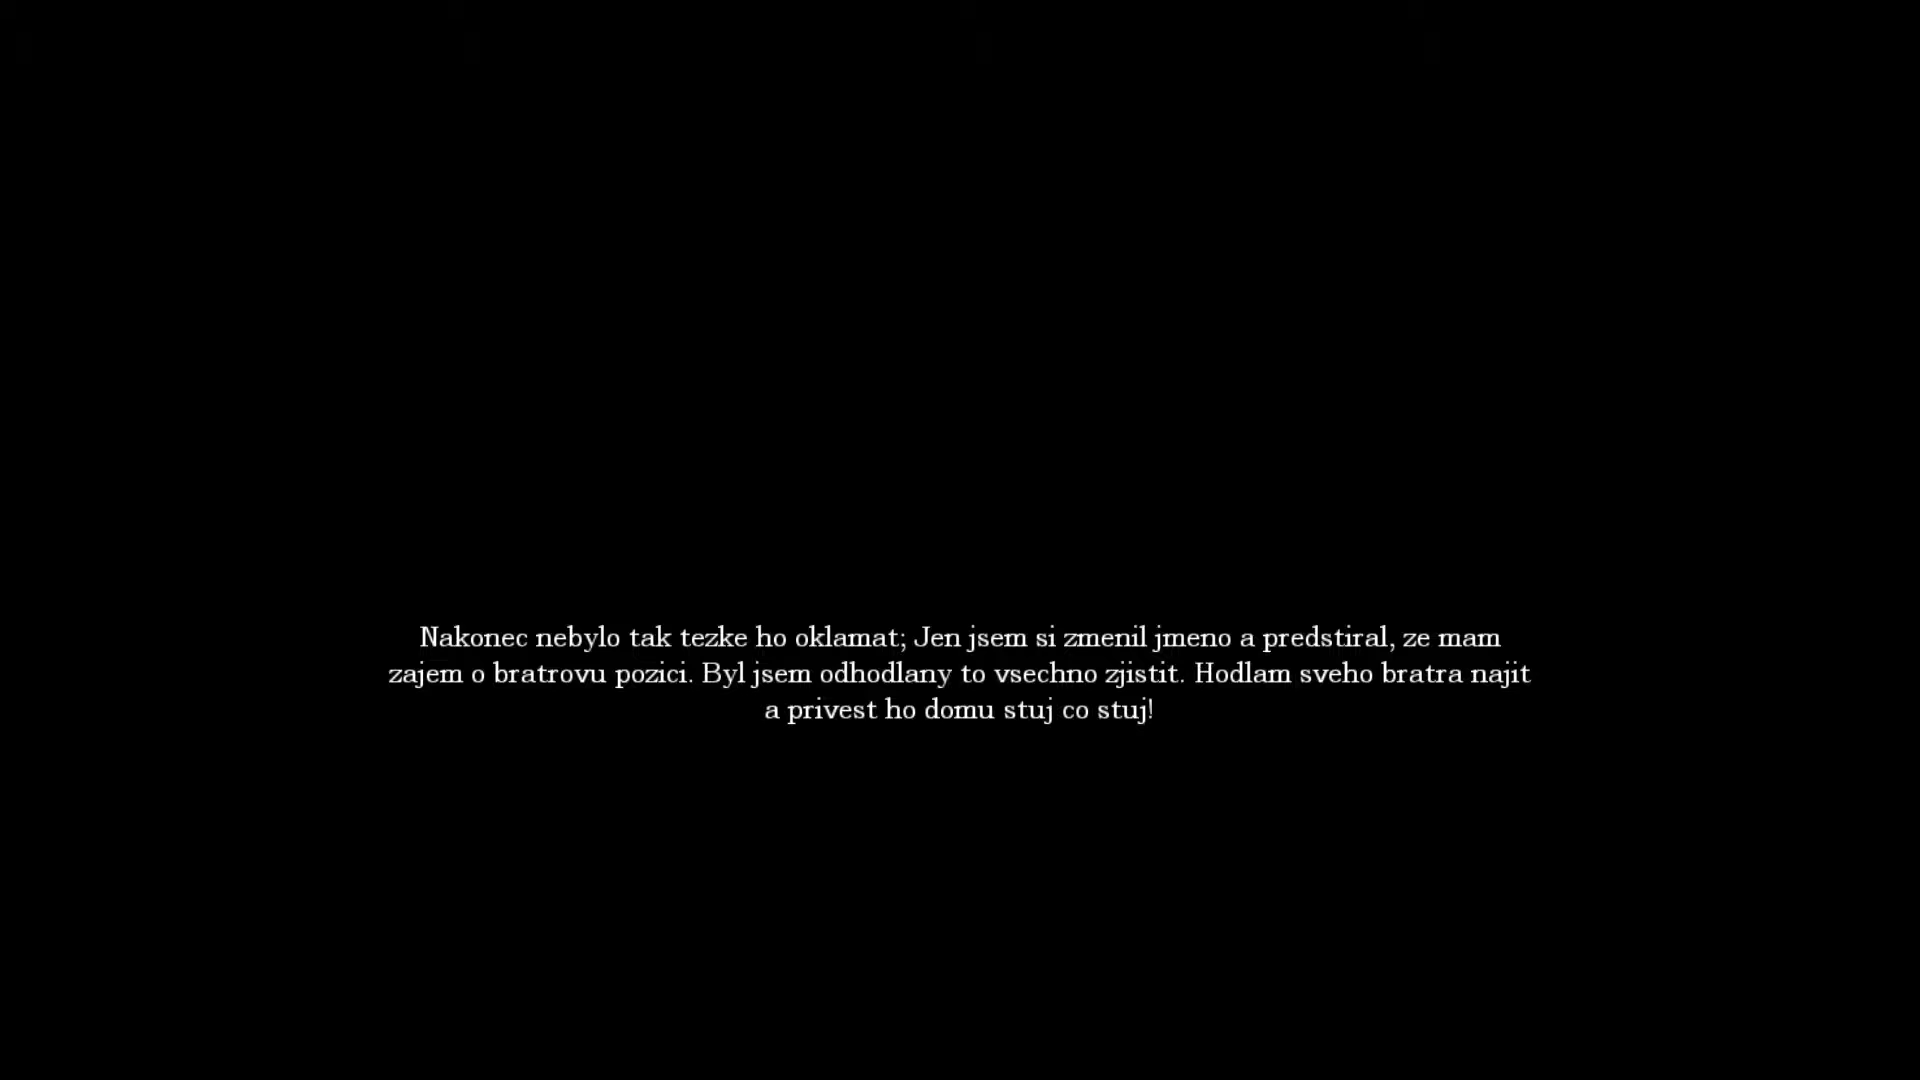 Nakonec nebylo tak tezke ho oklamat; Jen jsem si zmenil jmeno a predstiral, ze mam
zajem o bratrovu pozici. Byl jsem odhodlany to vsechno zjistit. Hodlam sveho bratra najit
a privest ho domu stuj co stuj!